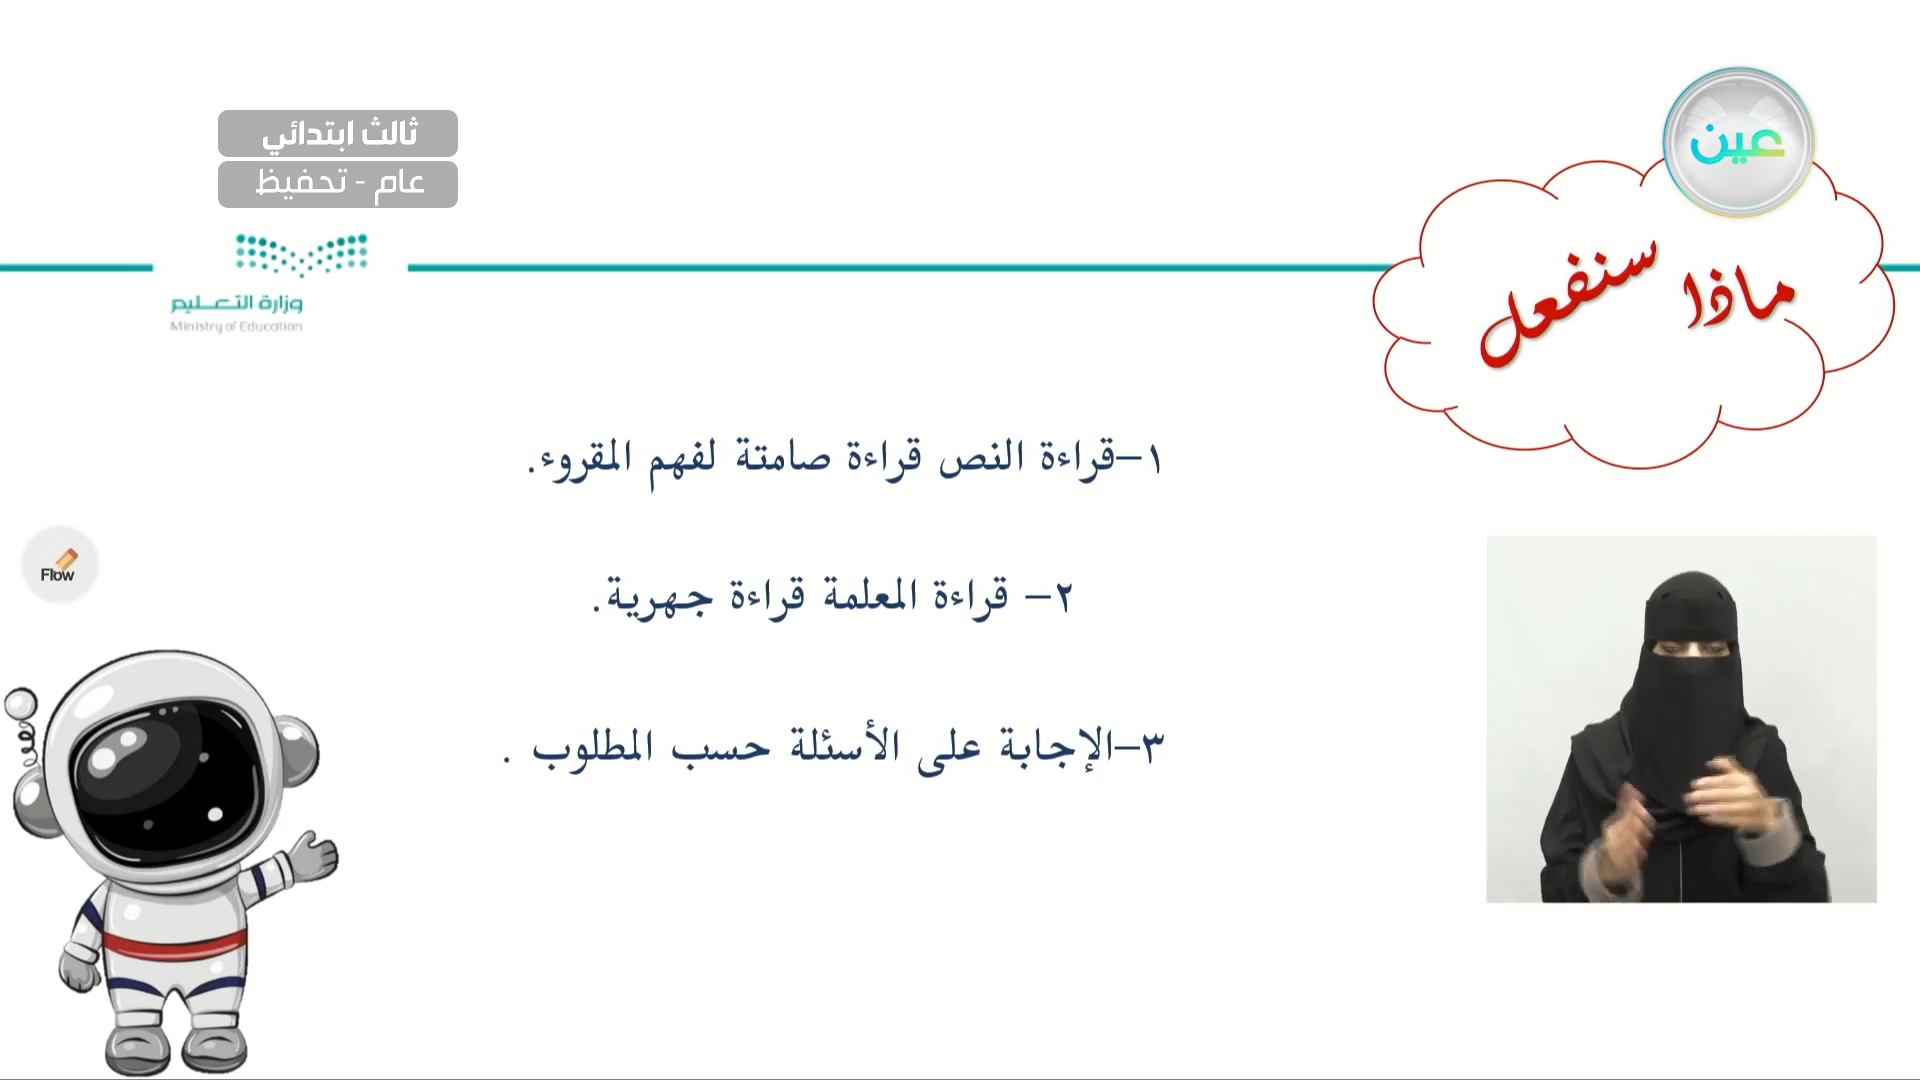 عين
ثالث ابتدائي
عام - تحفيظ
وزارة التعليم
Ministry of Education
ماذا سنفعل
١–قراءة النص قراءة صامتة لفهم المقروء.
٢– قراءة المعلمة قراءة جهرية.
٣–الإجابة على الأسئلة حسب المطلوب .
Flow